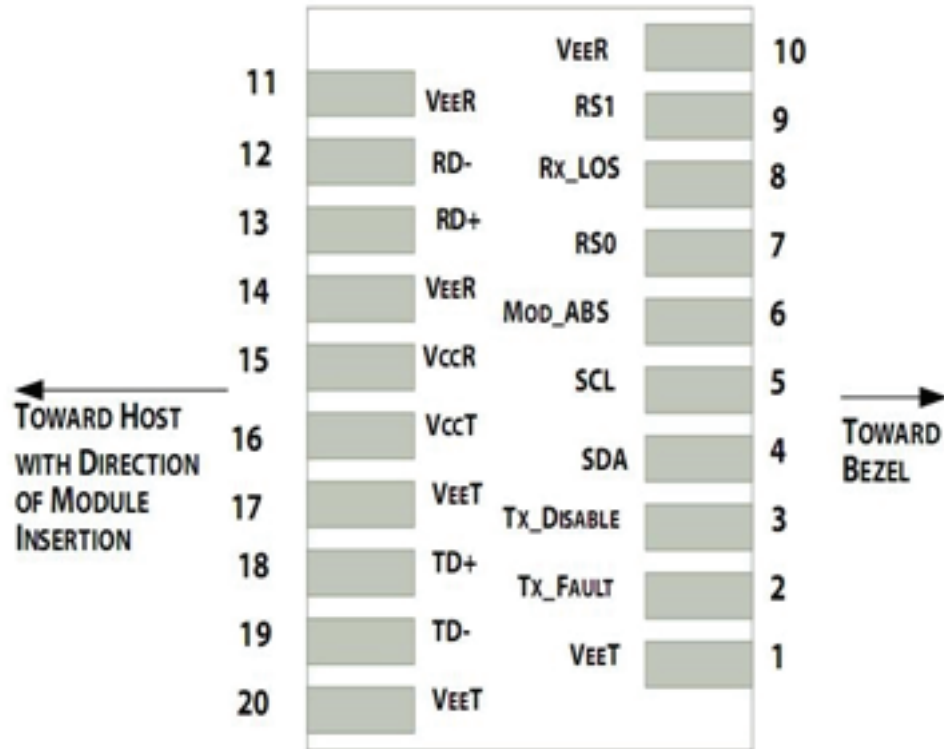 11 VEER
12 RD-
13 RD+
14 VEER
15 VCCR
16 VCCT
17 VEET
18 TD+
19 TD-
20 VEET
VEER 10
RS1 9
RX_LOS 8
RS0 7
MOD_ABS 6
SCL 5
SDA 4
TX_DISABLE 3
TX_FAULT 2
VEET 1
TOWARD HOST
WITH DIRECTION
OF MODULE
INSERTION
TOWARD
BEZEL